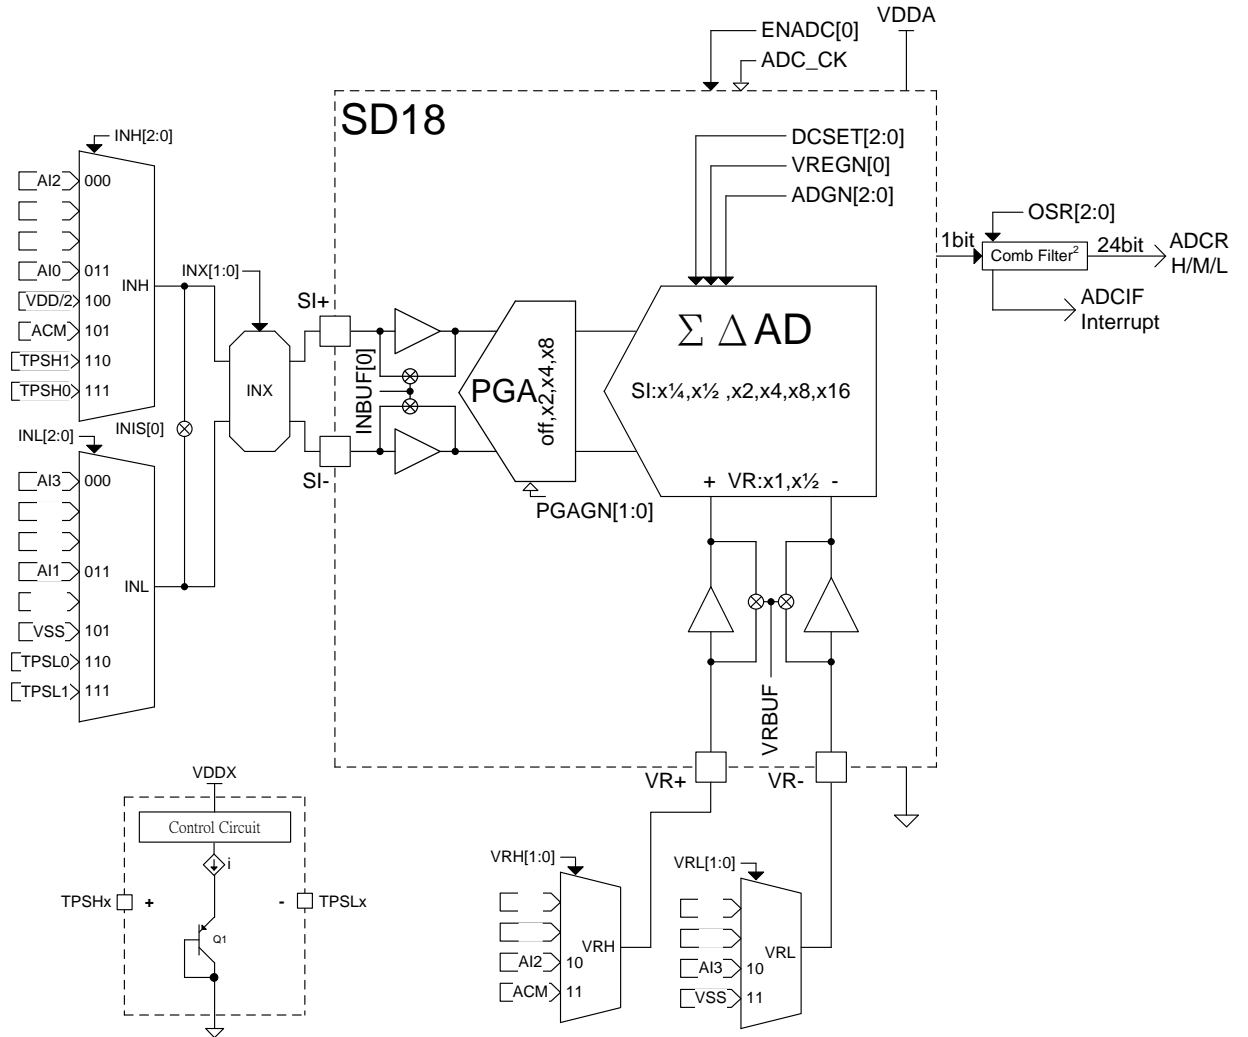 ENADC[0]
VDDA
ADC_CK
SD18
INH[2:0]
DCSET[2:0]
VREGN[0]
ADGN[2:0]
AI2 000
AI0 011
VDD/2 100
ACM 101
TPSH1 110
TPSH0 111
INH
INX[1:0]
INX
SI+
SI-
INBUF[0]
PGA
off,x2,x4,x8
PGAGN[1:0]
Σ Δ AD
SI:x¼,x½ ,x2,x4,x8,x16
+ VR:x1,x½ -
1bit
OSR[2:0]
Comb Filter²
24bit
ADCR
H/M/L
ADCIF
Interrupt
INIS[0]
INL[2:0]
AI3 000
AI1 011
VSS 101
TPSL0 110
TPSL1 111
INL
VRBUF
VR+
VR-
VDDX
Control Circuit
i
TPSHx + - TPSLx
Q1
VRH[1:0]
AI2 10
ACM 11
VRH
VRL[1:0]
AI3 10
VSS 11
VRL